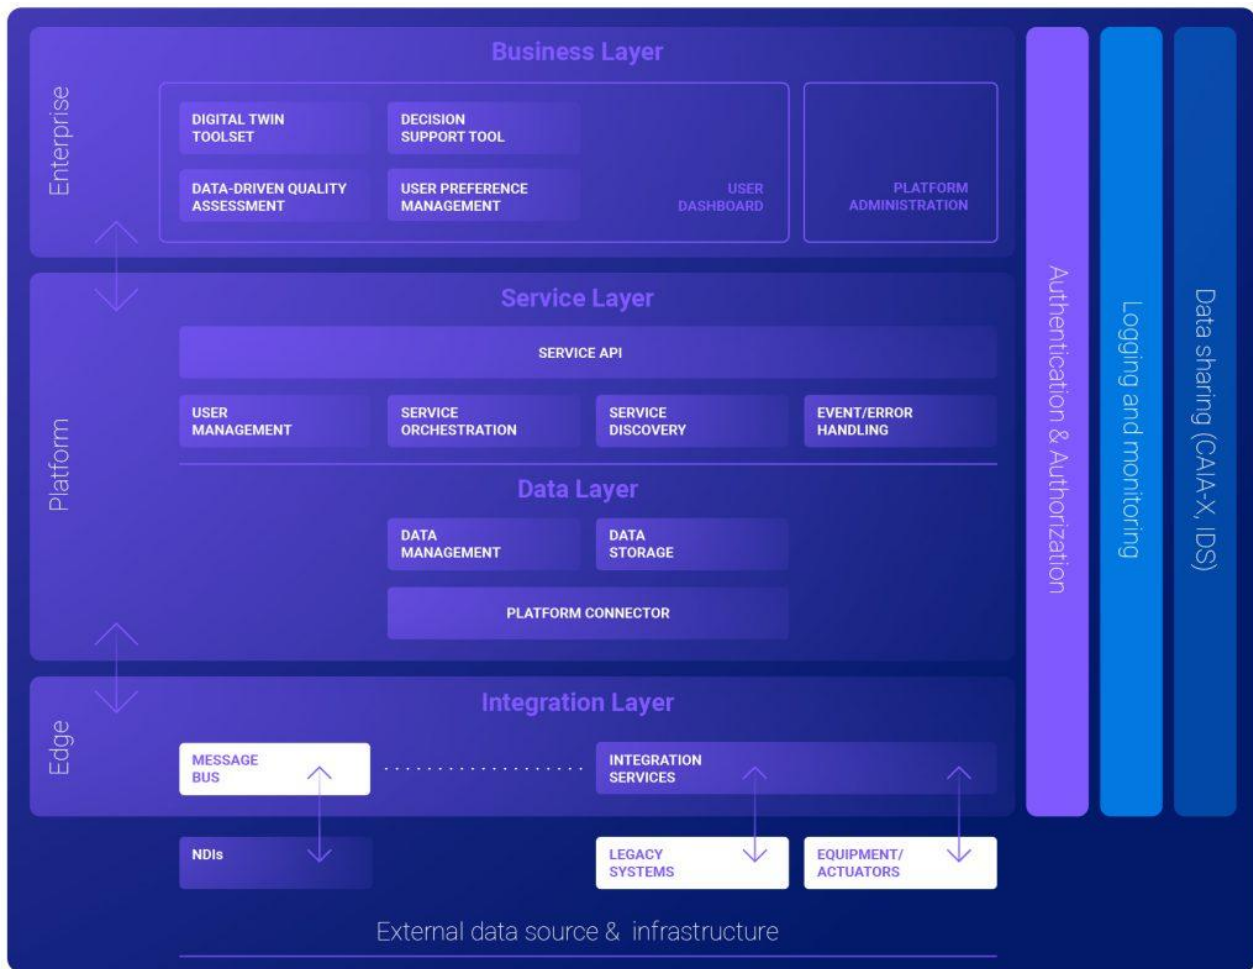 Business Layer
Enterprise
DIGITAL TWIN
TOOLSET
DECISION
SUPPORT TOOL
DATA-DRIVEN QUALITY
ASSESSMENT
USER PREFERENCE
MANAGEMENT
USER
DASHBOARD
PLATFORM
ADMINISTRATION
Service Layer
Platform
SERVICE API
USER
MANAGEMENT
SERVICE
ORCHESTRATION
SERVICE
DISCOVERY
EVENT/ERROR
HANDLING
Data Layer
DATA
MANAGEMENT
DATA
STORAGE
PLATFORM CONNECTOR
Integration Layer
Edge
MESSAGE
BUS
INTEGRATION
SERVICES
NDIs
LEGACY
SYSTEMS
EQUIPMENT/
ACTUATORS
External data source & infrastructure
Authentication & Authorization
Logging and monitoring
Data sharing (CAIA-X, IDS)